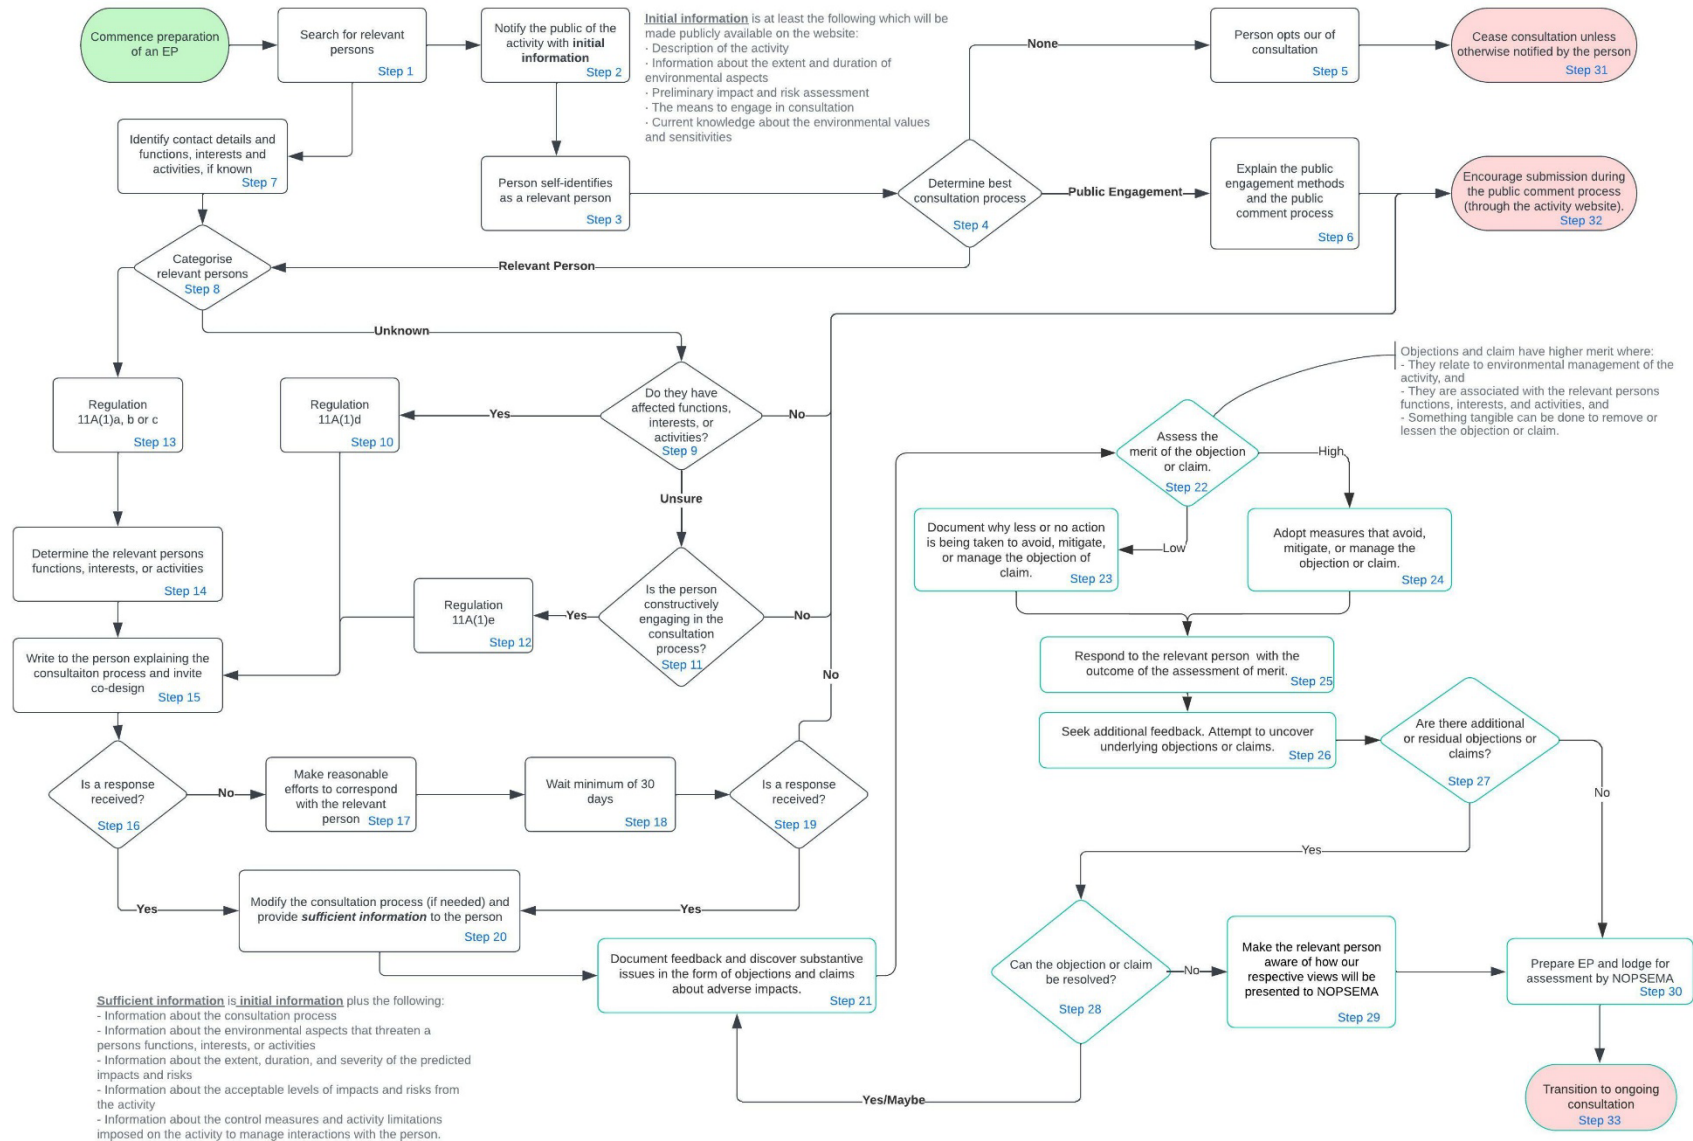 Commence preparation
of an EP
Search for relevant
persons
Step 1
Notify the public of the
activity with initial
information
Step 2
Initial information is at least the following which will be
made publicly available on the website:
· Description of the activity
· Information about the extent and duration of
environmental aspects
· Preliminary impact and risk assessment
· The means to engage in consultation
· Current knowledge about the environmental values
and sensitivities
None
Person opts our of
consultation
Step 5
Cease consultation unless
otherwise notified by the person
Step 31
Identify contact details and
functions, interests and
activities, if known
Step 7
Person self-identifies
as a relevant person
Step 3
Determine best
consultation process
Step 4
Public Engagement
Explain the public
engagement methods
and the public
comment process
Step 6
Encourage submission during
the public comment process
(through the activity website).
Step 32
Categorise
relevant persons
Step 8
Relevant Person
Unknown
Regulation
11A(1)a, b or c
Step 13
Regulation
11A(1)d
Step 10
Yes
Do they have
affected functions,
interests, or
activities?
Step 9
No
Unsure
Objections and claim have higher merit where:
- They relate to environmental management of the
activity, and
- They are associated with the relevant persons
functions, interests, and activities, and
- Something tangible can be done to remove or
lessen the objection or claim.
Assess the
merit of the objection
or claim.
Step 22
High
Low
Document why less or no action
is being taken to avoid, mitigate,
or manage the objection of
claim.
Step 23
Adopt measures that avoid,
mitigate, or manage the
objection or claim.
Step 24
Determine the relevant persons
functions, interests, or activities
Step 14
Regulation
11A(1)e
Step 12
Yes
Is the person
constructively
engaging in the
consultation
process?
Step 11
No
Write to the person explaining the
consultaiton process and invite
co-design
Step 15
Respond to the relevant person with the
outcome of the assessment of merit.
Step 25
No
Seek additional feedback. Attempt to uncover
underlying objections or claims.
Step 26
Are there additional
or residual objections or
claims?
Step 27
No
Is a response
received?
Step 16
No
Make reasonable
efforts to correspond
with the relevant
person
Step 17
Wait minimum of 30
days
Step 18
Is a response
received?
Step 19
Yes
Yes
Modify the consultation process (if needed) and
provide sufficient information to the person
Step 20
Yes
Document feedback and discover substantive
issues in the form of objections and claims
about adverse impacts.
Step 21
Can the objection or claim
be resolved?
Step 28
No
Make the relevant person
aware of how our
respective views will be
presented to NOPSEMA
Step 29
Prepare EP and lodge for
assessment by NOPSEMA
Step 30
Sufficient information is initial information plus the following:
- Information about the consultation process
- Information about the environmental aspects that threaten a
persons functions, interests, or activities
- Information about the extent, duration, and severity of the predicted
impacts and risks
- Information about the acceptable levels of impacts and risks from
the activity
- Information about the control measures and activity limitations
imposed on the activity to manage interactions with the person.
Yes/Maybe
Transition to ongoing
consultation
Step 33